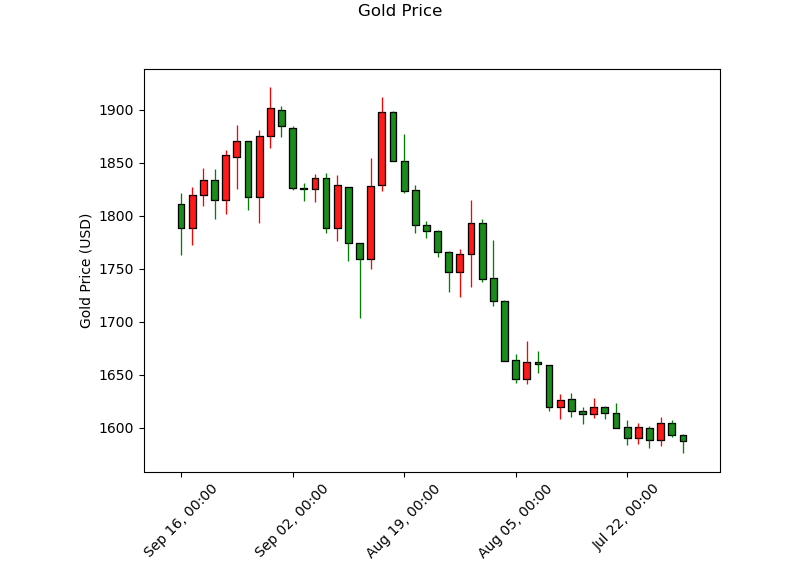 Gold Price
Gold Price (USD)
1900
1850
1800
1750
1700
1650
1600
Sep 16, 00:00
Sep 02, 00:00
Aug 19, 00:00
Aug 05, 00:00
Jul 22, 00:00